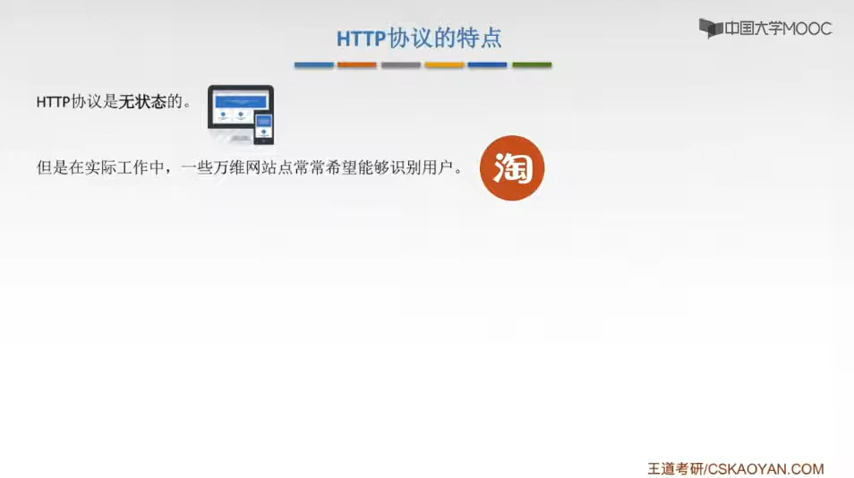 中国大学MOOC
HTTP协议的特点
HTTP协议是无状态的。
但是在实际工作中，一些万维网站点常常希望能够识别用户。
淘
王道考研/CSKAOYAN.COM